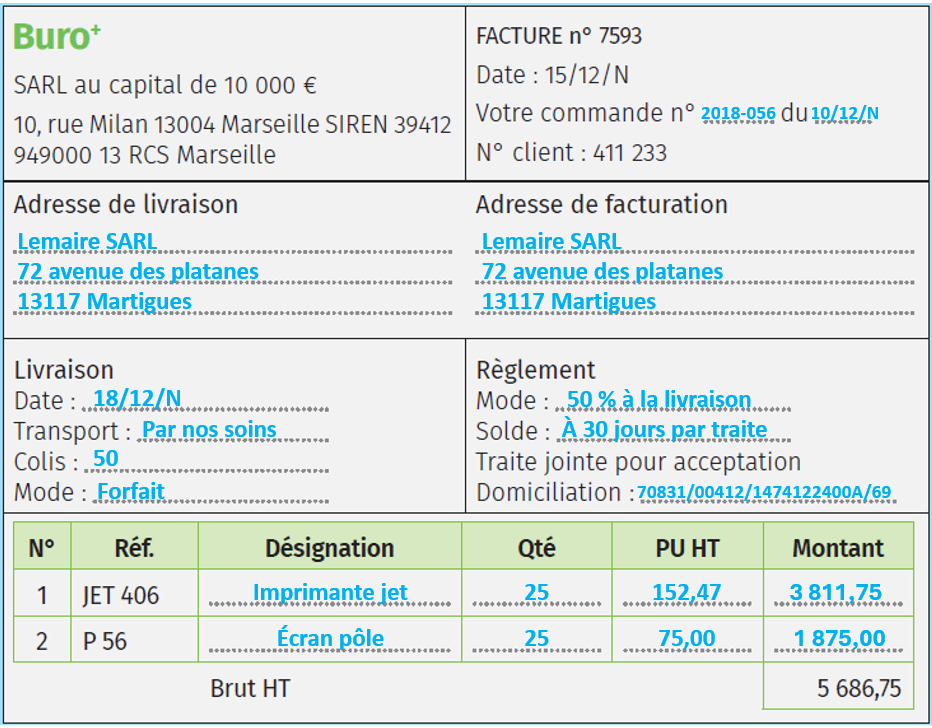 Buro+
SARL au capital de 10 000 €
10, rue Milan 13004 Marseille SIREN 39412
949000 13 RCS Marseille
FACTURE n° 7593
Date : 15/12/N
Votre commande n° 2018-056 du 10/12/N
N° client : 411 233
Adresse de livraison
Lemaire SARL
72 avenue des platanes
13117 Martigues
Adresse de facturation
Lemaire SARL
72 avenue des platanes
13117 Martigues
Livraison
Date : 18/12/N
Transport : Par nos soins
Colis : 50
Mode : Forfait
Règlement
Mode : 50 % à la livraison
Solde : À 30 jours par traite
Traite jointe pour acceptation
Domiciliation : 70831/00412/1474122400A/69
N° Réf. Désignation Qté PU HT Montant
1 JET 406 Imprimante jet 25 152,47 3 811,75
2 P 56 Écran pôle 25 75,00 1 875,00
Brut HT 5 686,75